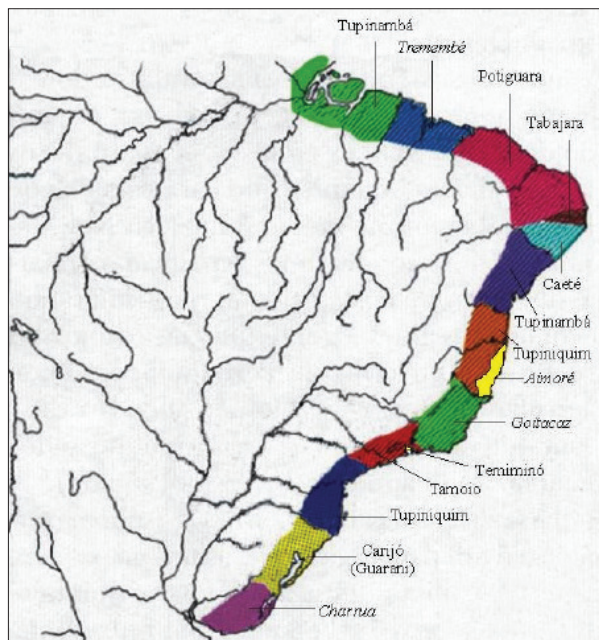 Tupinambá
Tremembé
Potiguara
Tabajara
Caeté
Tupinambá
Tupiniquim
Aimoré
Goitacaz
Temiminó
Tamoio
Tupiniquim
Carijó
(Guarani)
Charrua